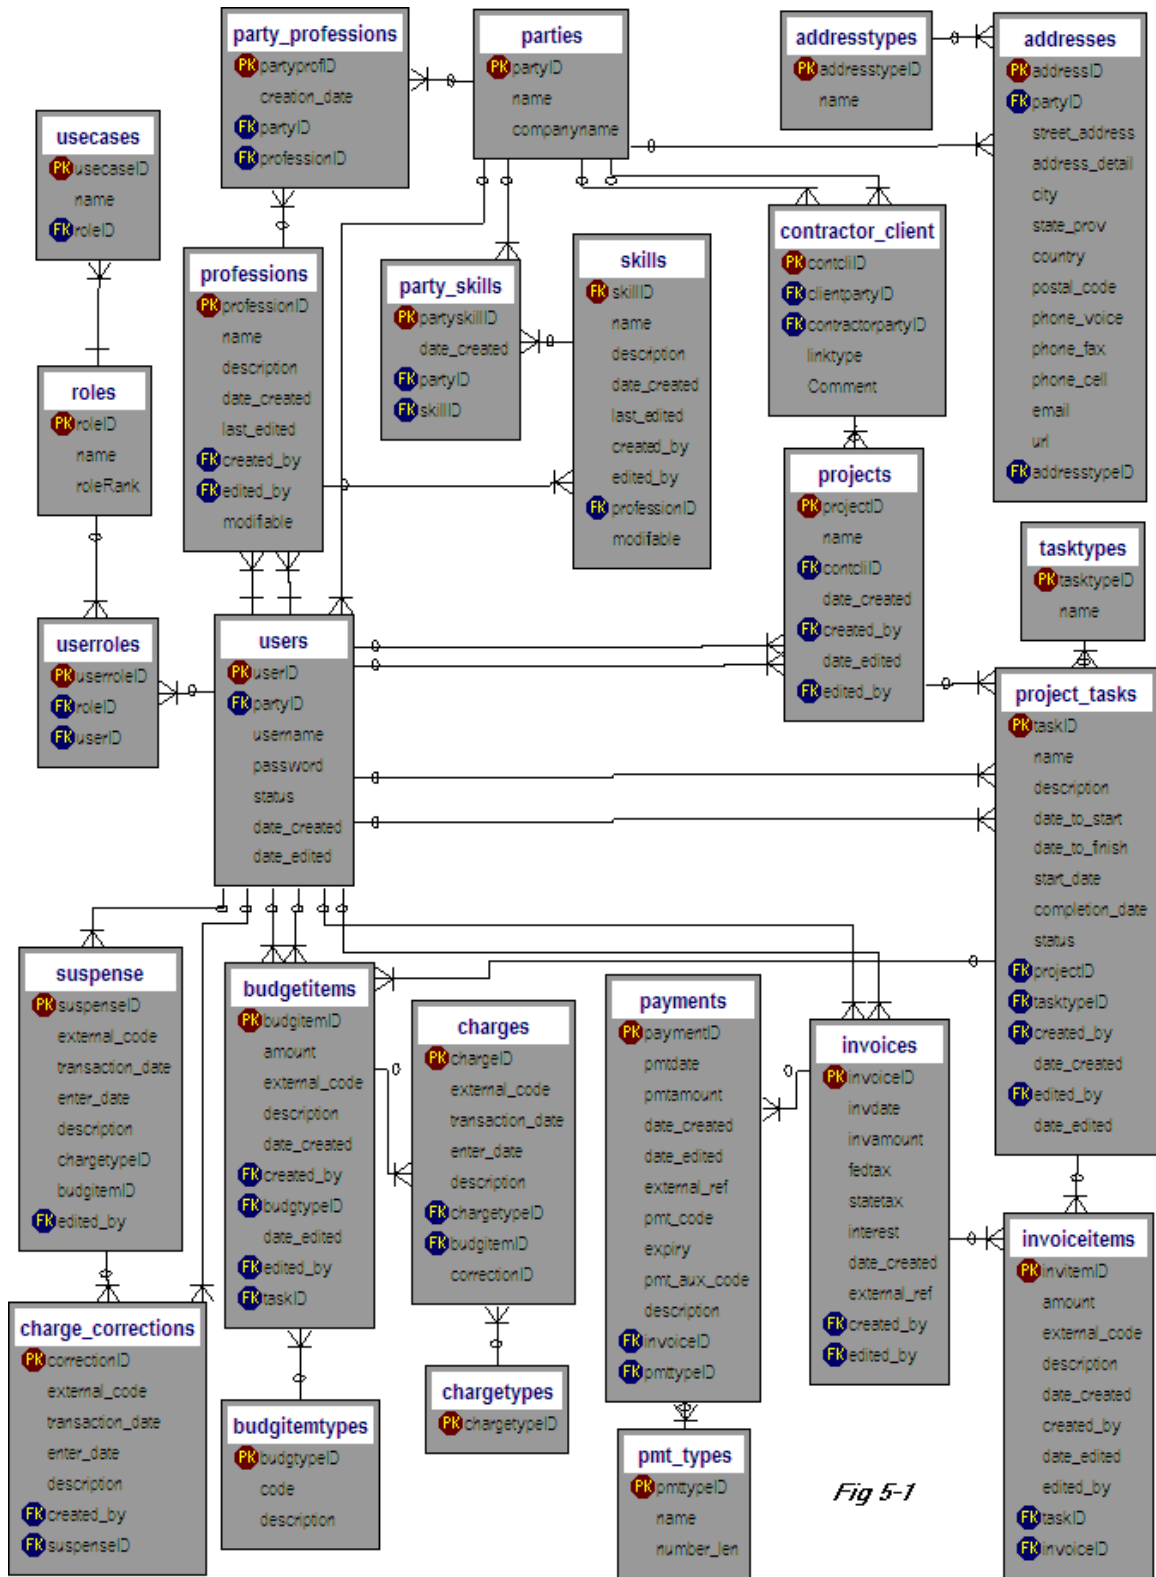 party_professions
PK partyprofID
creation_date
FK partyID
FK professionID
parties
PK partyID
name
companyname
addresstypes
PK addresstypeID
name
addresses
PK addressID
FK partyID
street_address
address_detail
city
state_prov
country
postal_code
phone_voice
phone_fax
phone_cell
email
url
FK addresstypeID
usecases
PK usecaseID
name
FK roleID
professions
PK professionID
name
description
date_created
last_edited
FK created_by
FK edited_by
modifiable
party_skills
PK partyskillID
date_created
FK partyID
FK skillID
skills
FK skillID
name
description
date_created
last_edited
created_by
edited_by
FK professionID
modifiable
contractor_client
PK contcliID
FK clientpartyID
FK contractorpartyID
linktype
Comment
roles
PK roleID
name
roleRank
projects
PK projectID
name
FK contcliID
date_created
FK created_by
date_edited
FK edited_by
tasktypes
PK tasktypeID
name
userroles
PK userroleID
FK roleID
FK userID
users
PK userID
FK partyID
username
password
status
date_created
date_edited
project_tasks
PK taskID
name
description
date_to_start
date_to_finish
start_date
completion_date
status
FK projectID
FK tasktypeID
FK created_by
date_created
FK edited_by
date_edited
suspense
PK suspenseID
external_code
transaction_date
enter_date
description
chargetypeID
budgitemID
FK edited_by
budgetitems
PK budgitemID
amount
external_code
description
date_created
FK created_by
FK budgtypeID
date_edited
FK edited_by
FK taskID
charges
PK chargeID
external_code
transaction_date
enter_date
description
FK chargetypeID
FK budgitemID
correctionID
payments
PK paymentID
pmtdate
pmtamount
date_created
date_edited
external_ref
pmt_code
expiry
pmt_aux_code
description
FK invoiceID
FK pmttypeID
invoices
PK invoiceID
invdate
invamount
fedtax
statetax
interest
date_created
external_ref
FK created_by
FK edited_by
invoiceitems
PK invitemID
amount
external_code
description
date_created
created_by
date_edited
edited_by
FK taskID
FK invoiceID
charge_corrections
PK correctionID
external_code
transaction_date
enter_date
description
FK created_by
FK suspenseID
budgitemtypes
PK budgtypeID
code
description
chargetypes
PK chargetypeID
pmt_types
PK pmttypeID
name
number_len
Fig 5-1